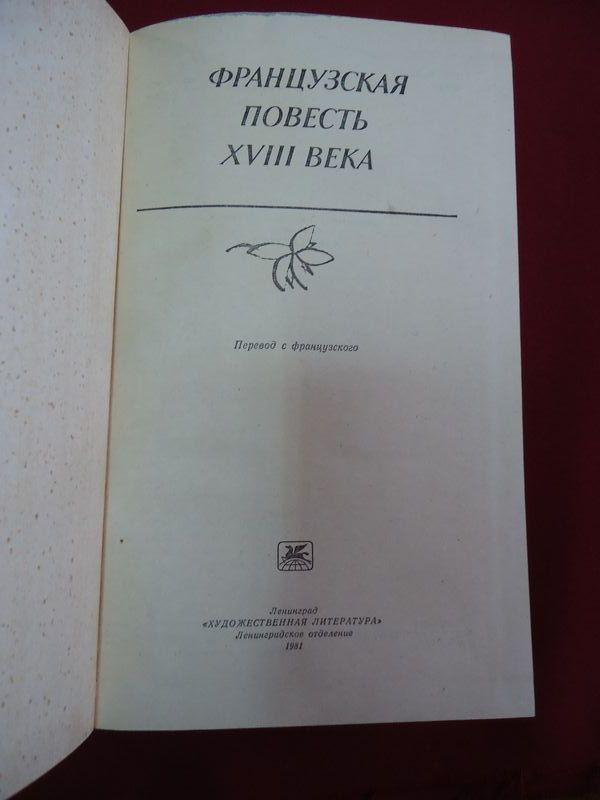 ФРАНЦУЗСКАЯ
ПОВЕСТЬ
XVIII ВЕКА
Перевод с французского
Ленинград
«ХУДОЖЕСТВЕННАЯ ЛИТЕРАТУРА»
Ленинградское отделение
1981